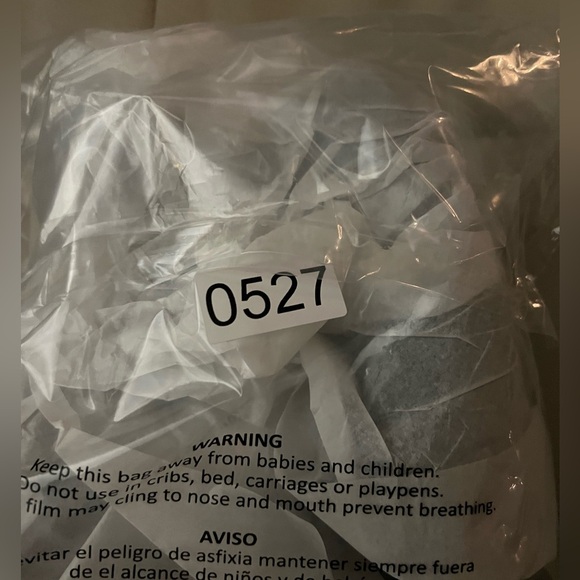 0527
WARNING
Keep this bag away from babies and children.
Do not use in cribs, bed, carriages or playpens.
film may cling to nose and mouth prevent breathing.
AVISO
evitar el peligro de asfixia mantener siempre fuera
de el alcance de niños y de